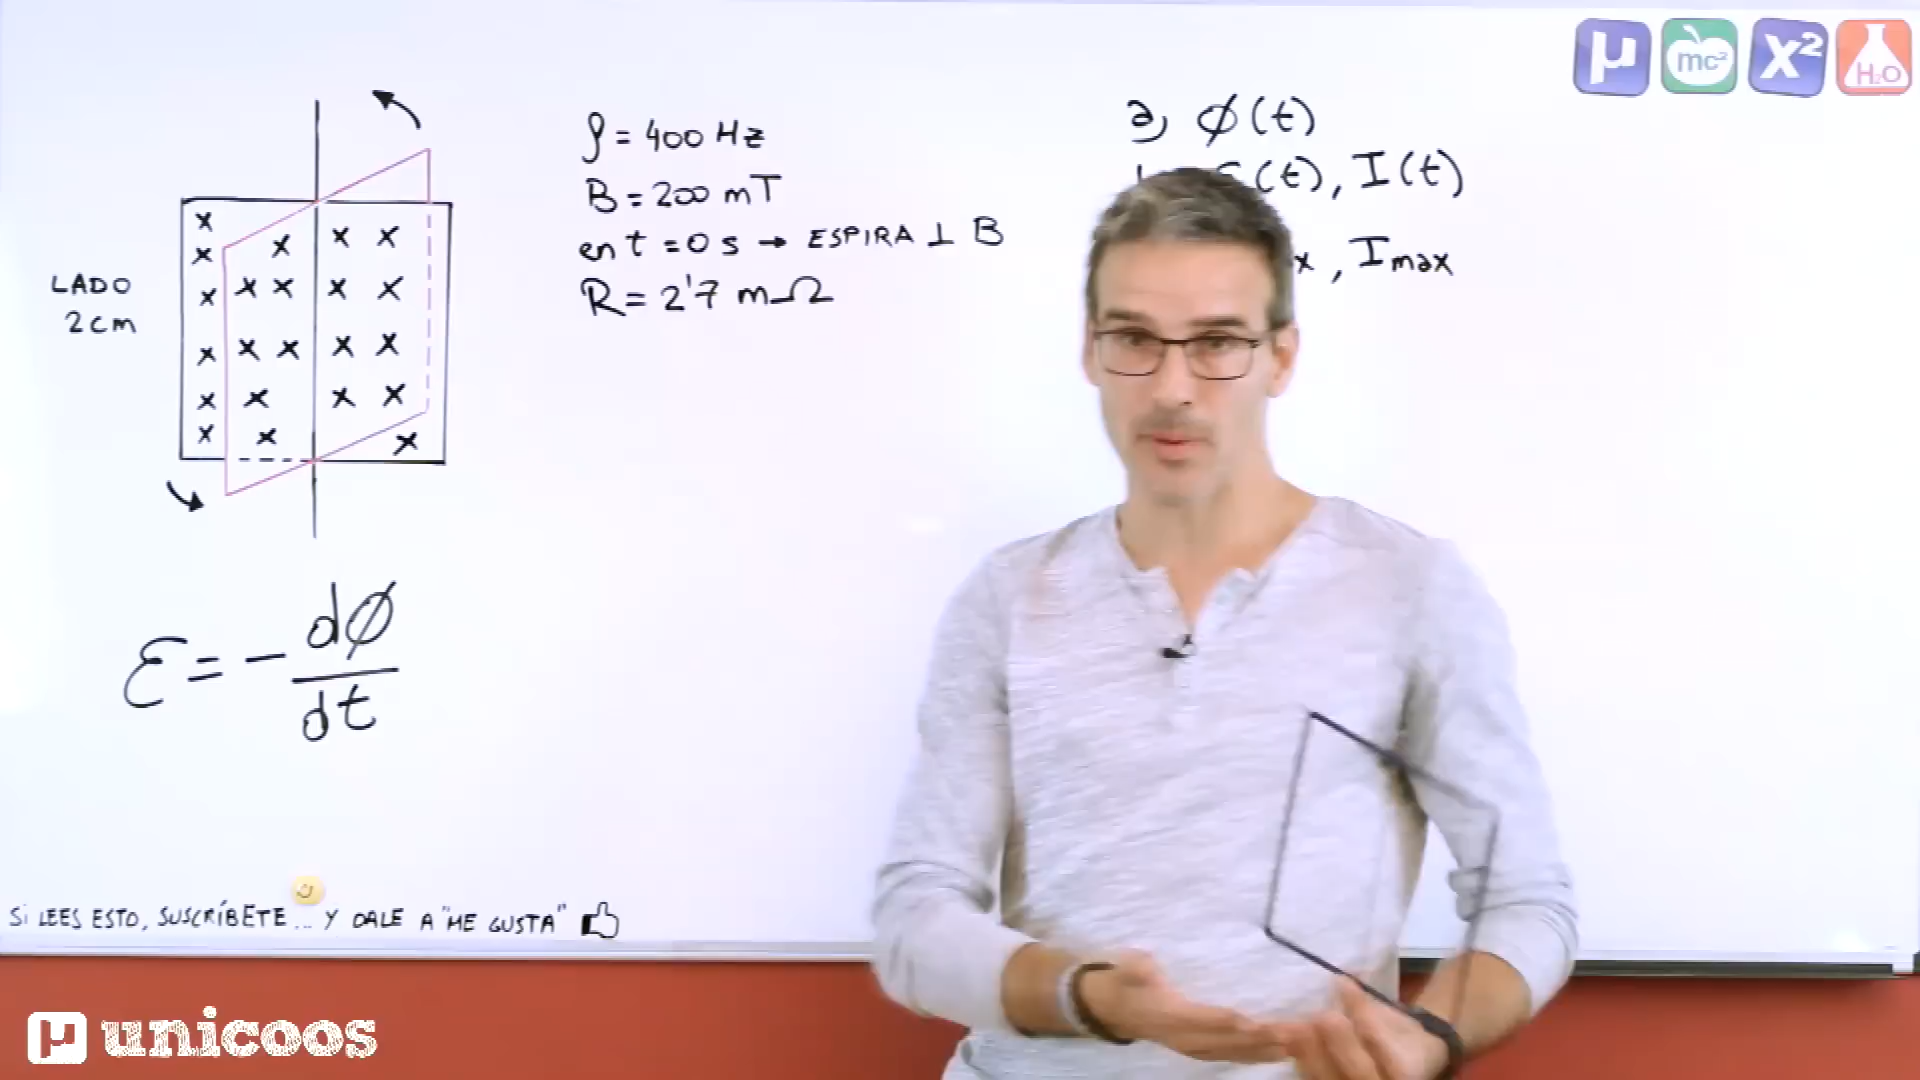 LADO
2cm
x x x x x x x x x x x x x x x x x x x x x x
f = 400 Hz
B = 200 mT
en t = 0 s → ESPIRA ⊥ B
R = 2'7 mΩ
a) ϕ(t)
(t), I(t)
x, Imax
ℰ = - dϕ/dt
Si LEES ESTO, SUSCRÍBETE... Y DALE A "ME GUSTA"
μ unicoos
μ
mc²
x²
H₂O